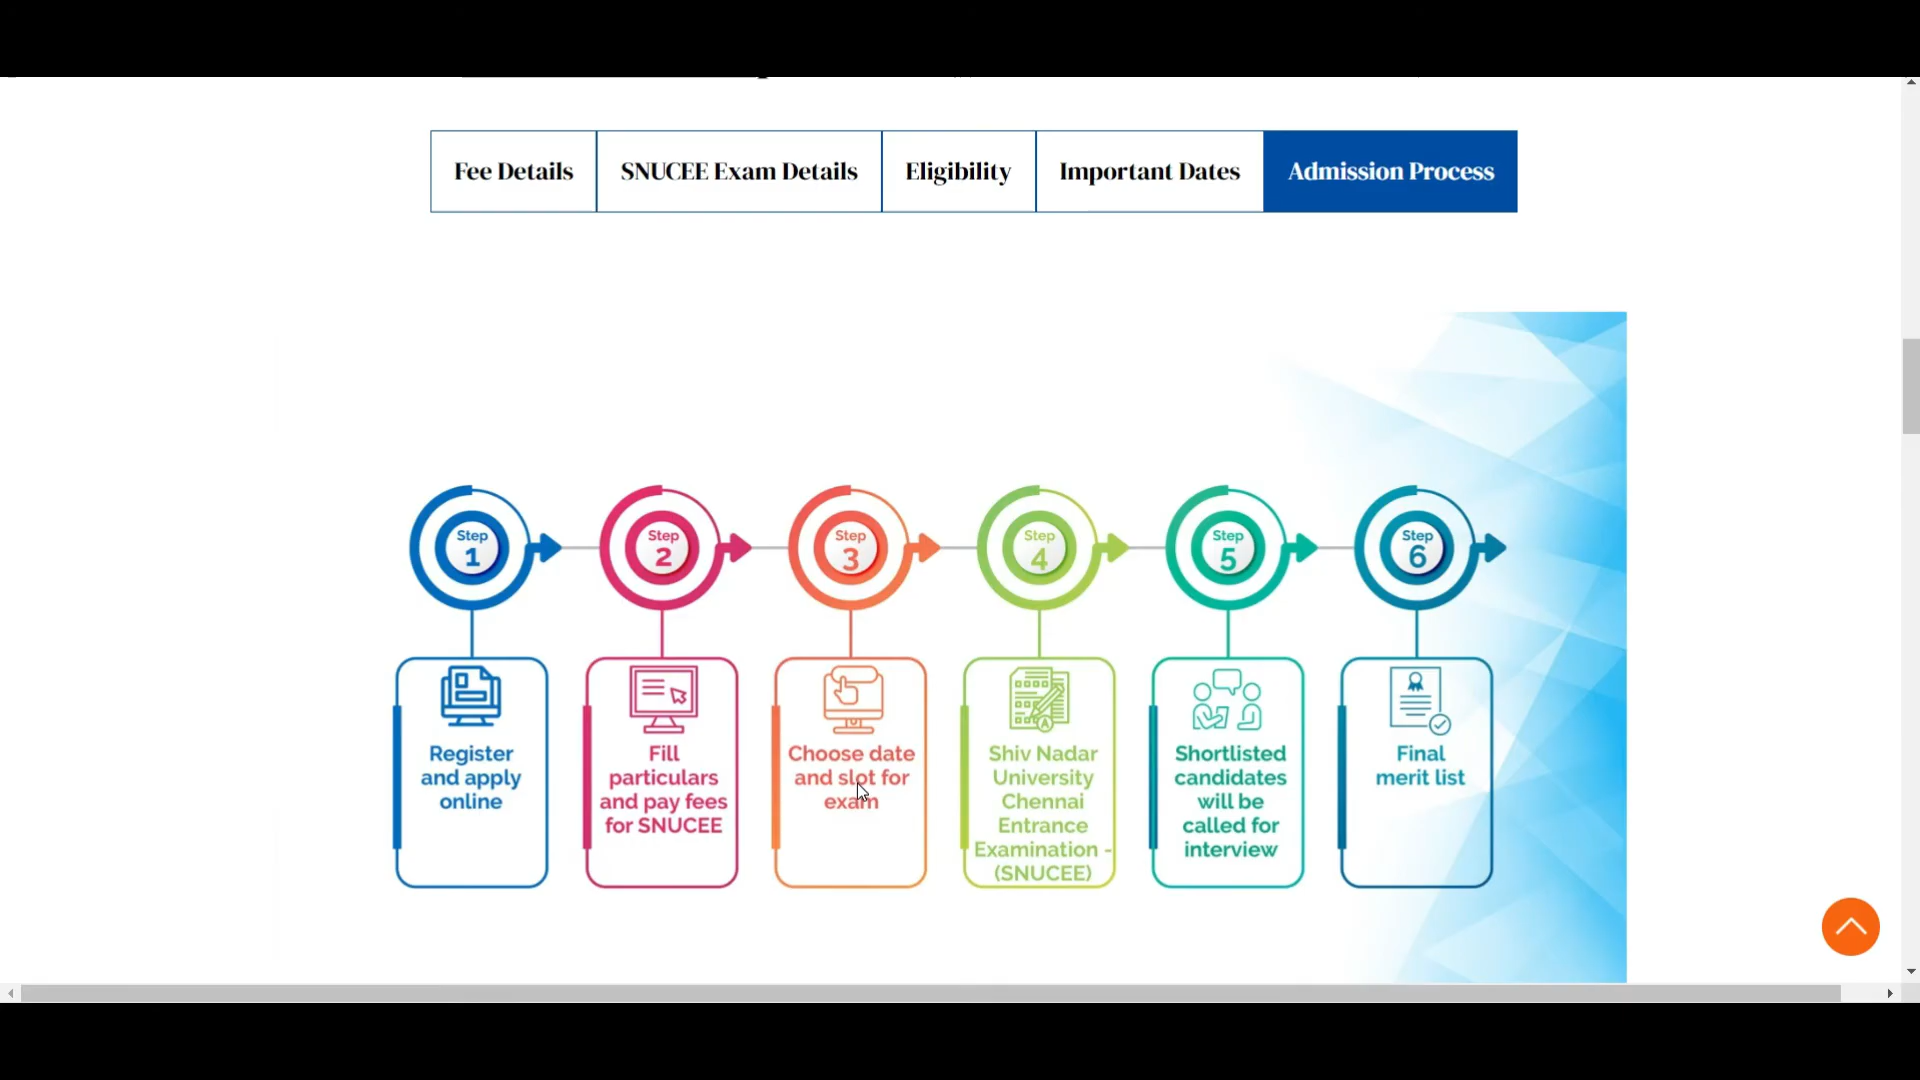 Fee Details
SNUCEE Exam Details
Eligibility
Important Dates
Admission Process
Step
1
Step
2
Step
3
Step
4
Step
5
Step
6
Register
and apply
online
Fill
particulars
and pay fees
for SNUCEE
Choose date
and slot for
exam
Shiv Nadar
University
Chennai
Entrance
Examination -
(SNUCEE)
Shortlisted
candidates
will be
called for
interview
Final
merit list